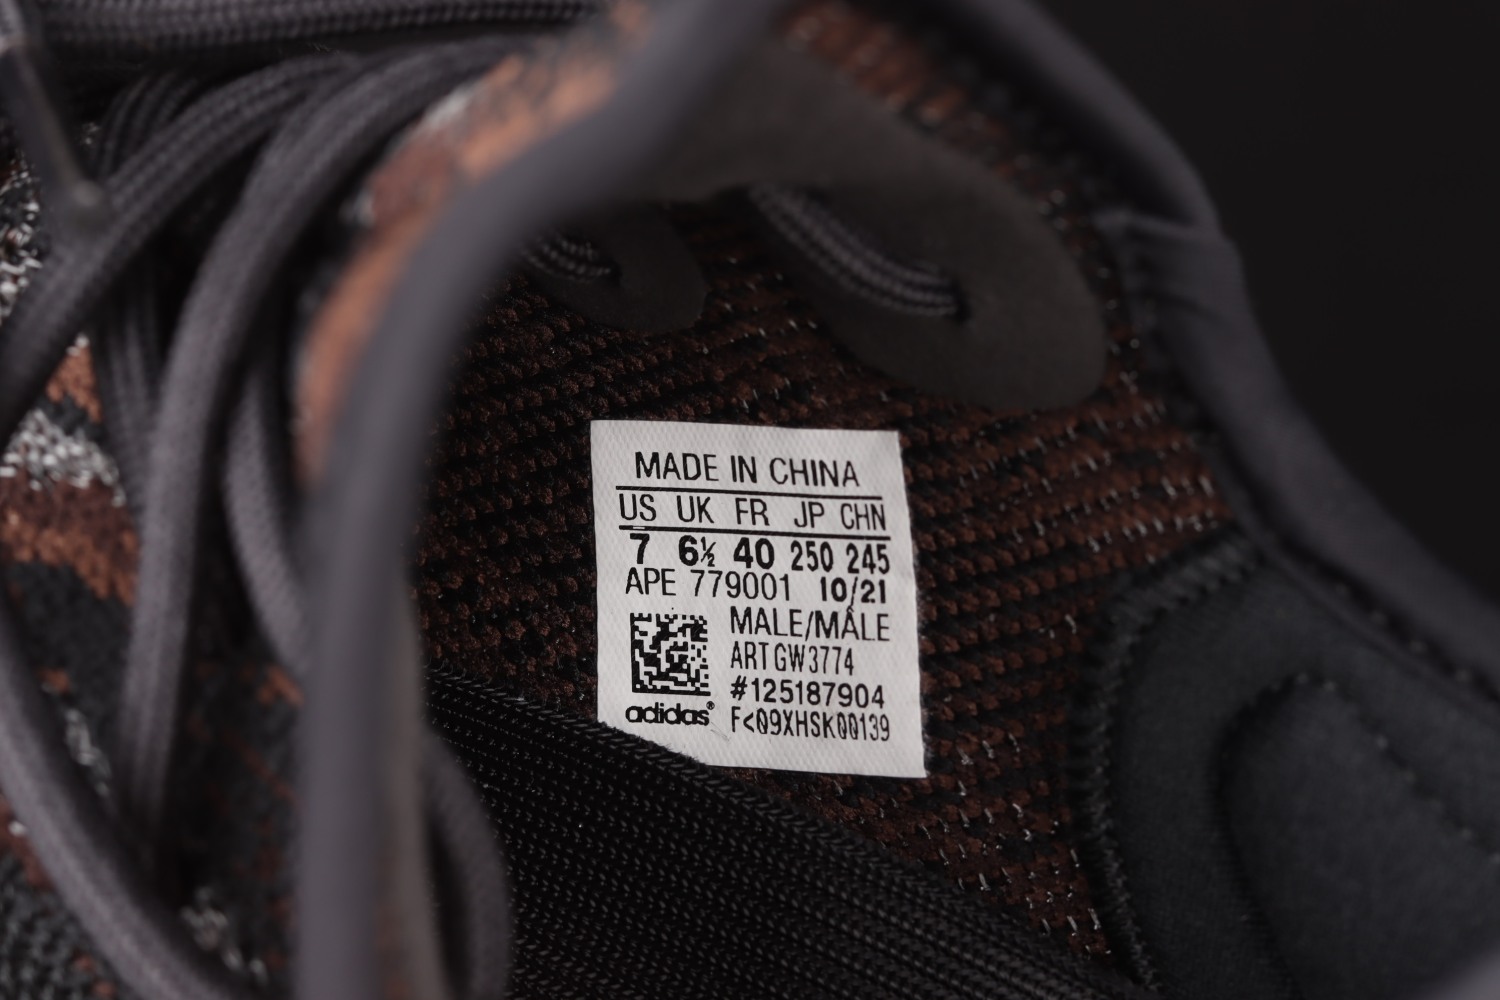 MADE IN CHINA
US UK FR JP CHN
7 6½ 40 250 245
APE 779001 10/21
MALE/MÂLE
ART GW3774
#125187904
adidas® F<09XHSK00139